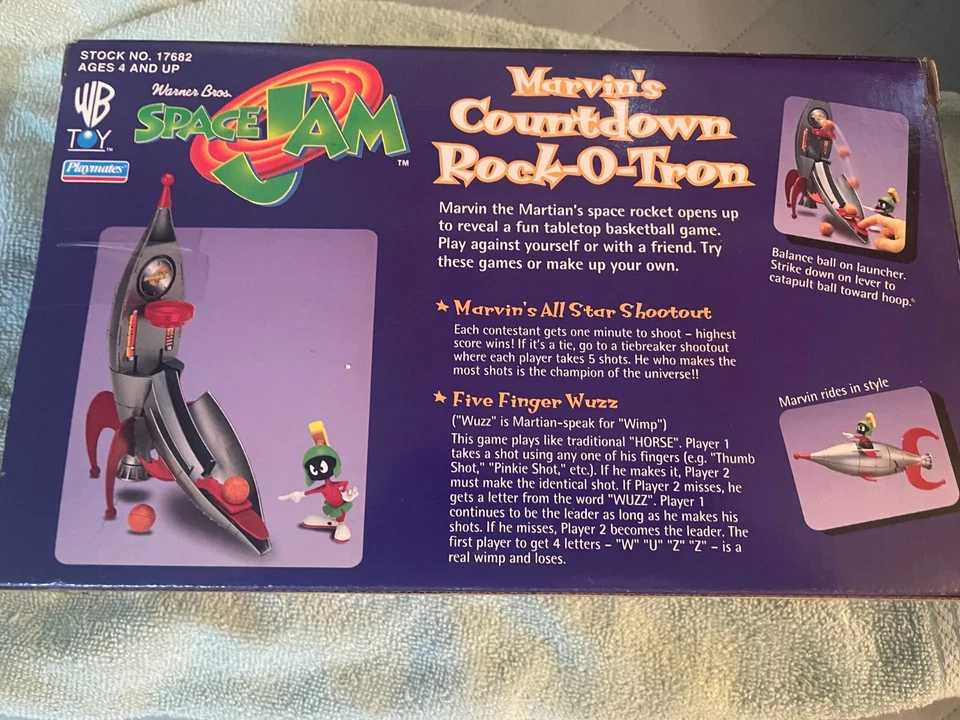 STOCK NO. 17682
AGES 4 AND UP
WB
TOY™
Playmates®
Warner Bros.
SPACE JAM™
Marvin's
Countdown
Rock-O-Tron
Marvin the Martian's space rocket opens up
to reveal a fun tabletop basketball game.
Play against yourself or with a friend. Try
these games or make up your own.
★ Marvin's All Star Shootout
Each contestant gets one minute to shoot – highest
score wins! If it's a tie, go to a tiebreaker shootout
where each player takes 5 shots. He who makes the
most shots is the champion of the universe!!
★ Five Finger Wuzz
("Wuzz" is Martian-speak for "Wimp")
This game plays like traditional "HORSE". Player 1
takes a shot using any one of his fingers (e.g. "Thumb
Shot," "Pinkie Shot," etc.). If he makes it, Player 2
must make the identical shot. If Player 2 misses, he
gets a letter from the word "WUZZ". Player 1
continues to be the leader as long as he makes his
shots. If he misses, Player 2 becomes the leader. The
first player to get 4 letters – "W" "U" "Z" "Z" – is a
real wimp and loses.
Balance ball on launcher.
Strike down on lever to
catapult ball toward hoop.
Marvin rides in style